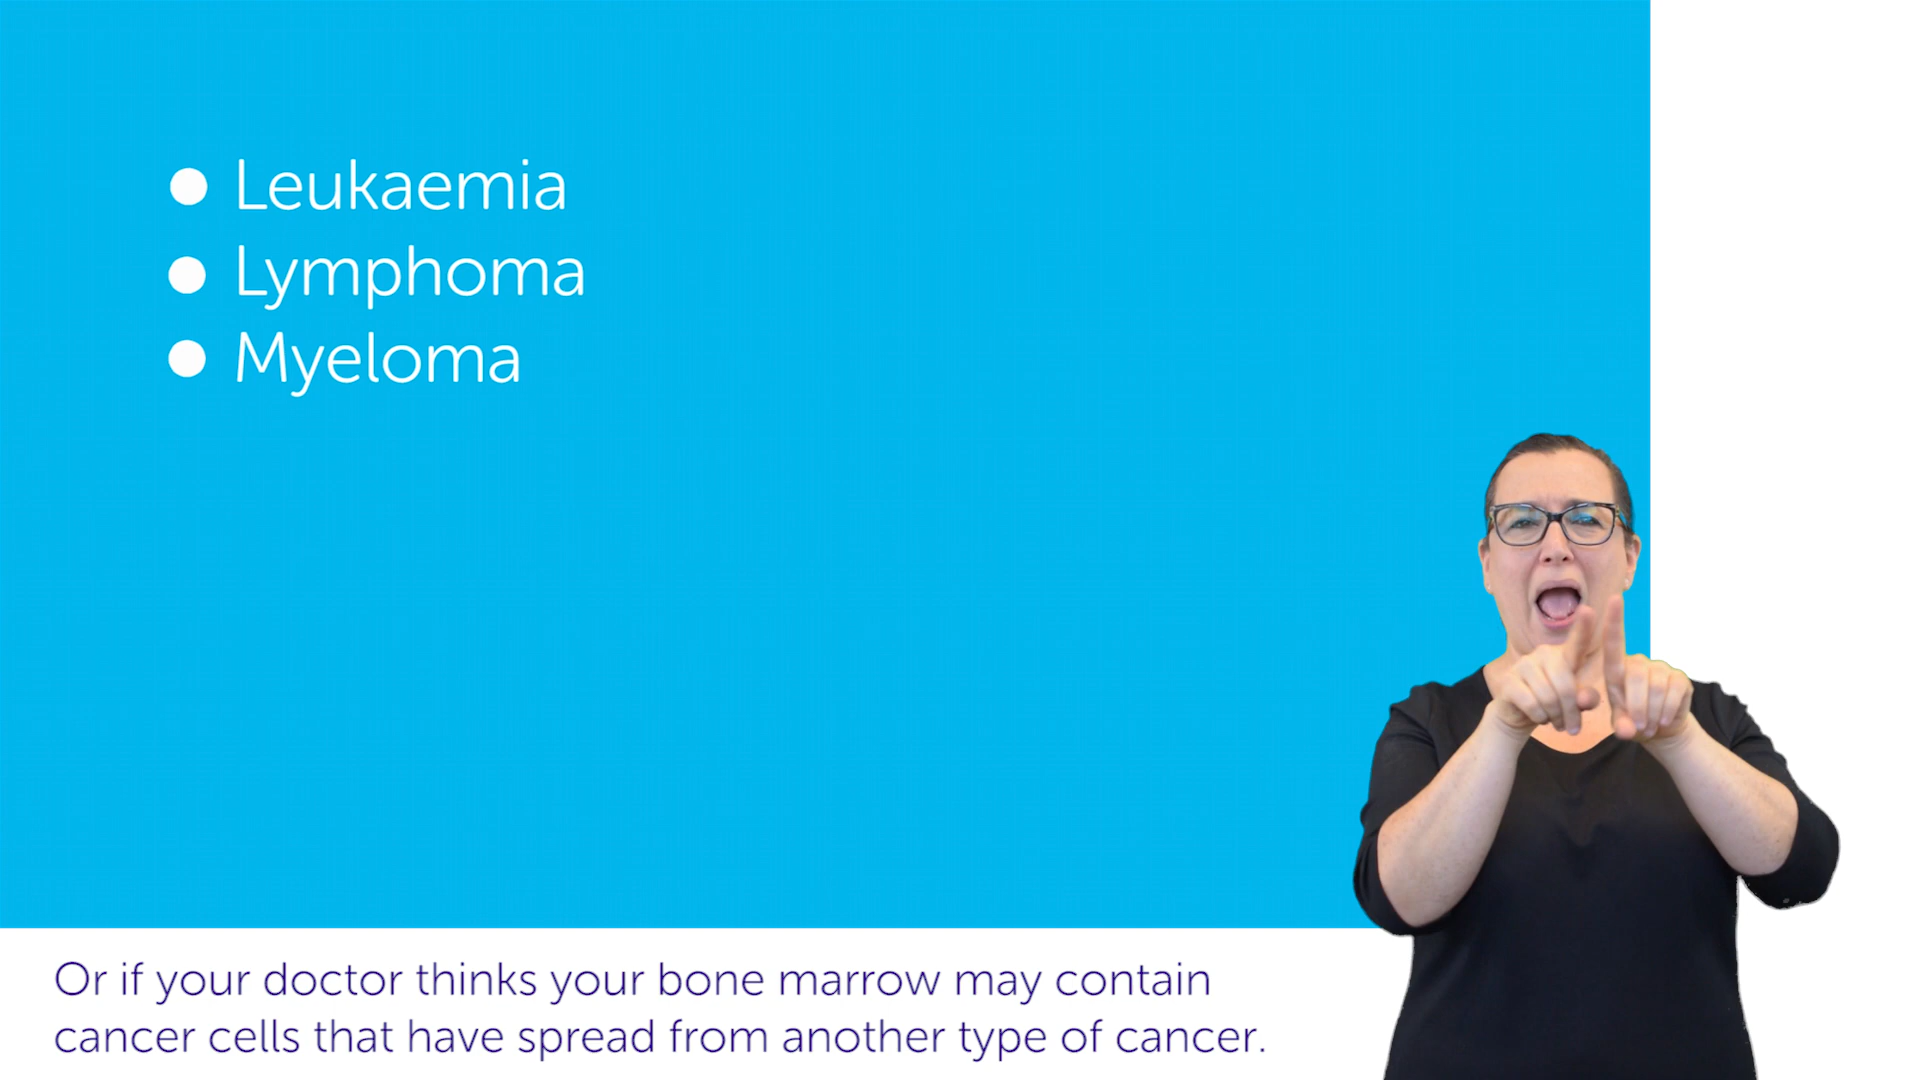 Leukaemia
Lymphoma
Myeloma
Or if your doctor thinks your bone marrow may contain
cancer cells that have spread from another type of cancer.